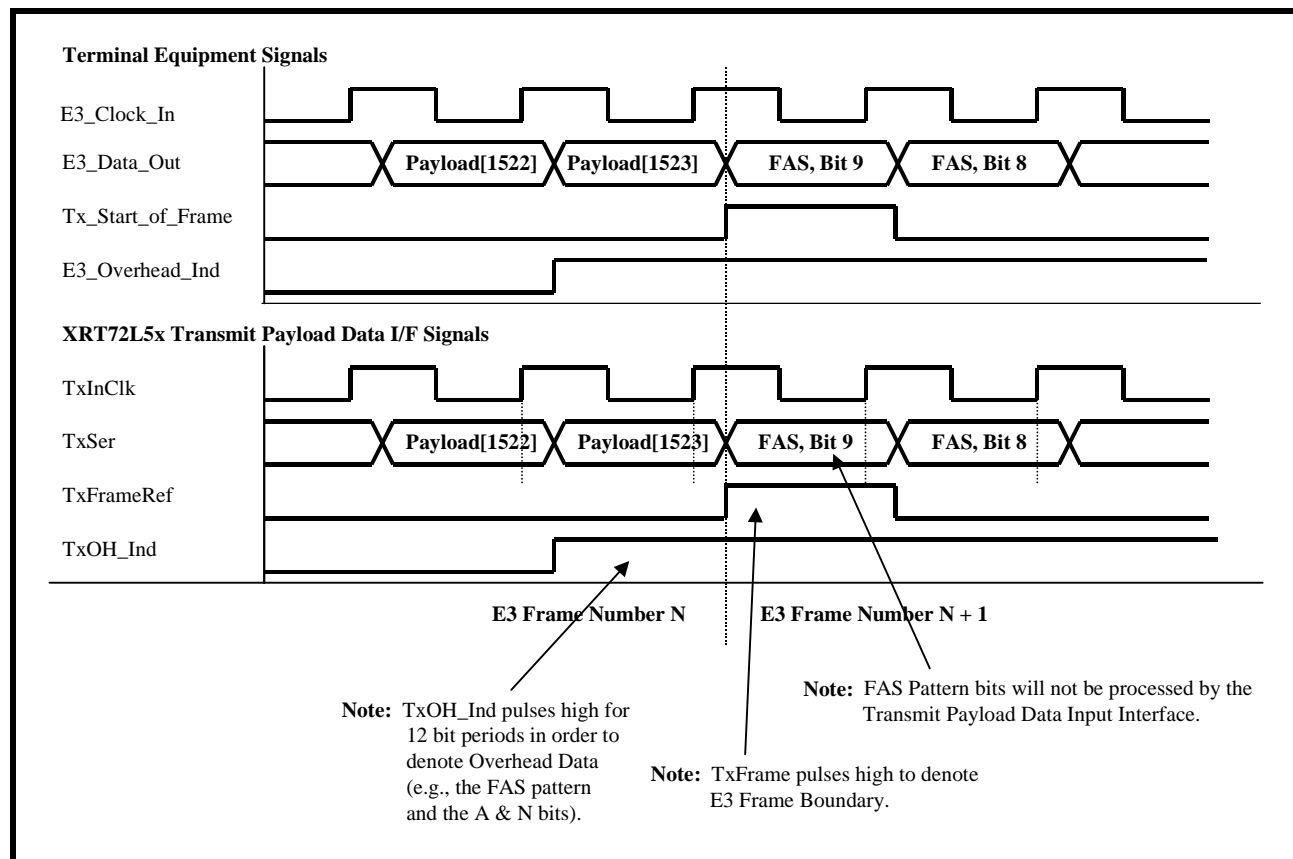 Terminal Equipment Signals
E3_Clock_In
E3_Data_Out
Payload[1522]
Payload[1523]
FAS, Bit 9
FAS, Bit 8
Tx_Start_of_Frame
E3_Overhead_Ind
XRT72L5x Transmit Payload Data I/F Signals
TxInClk
TxSer
Payload[1522]
Payload[1523]
FAS, Bit 9
FAS, Bit 8
TxFrameRef
TxOH_Ind
E3 Frame Number N
E3 Frame Number N + 1
Note: FAS Pattern bits will not be processed by the
Transmit Payload Data Input Interface.
Note: TxOH_Ind pulses high for
12 bit periods in order to
denote Overhead Data
(e.g., the FAS pattern
and the A & N bits).
Note: TxFrame pulses high to denote
E3 Frame Boundary.